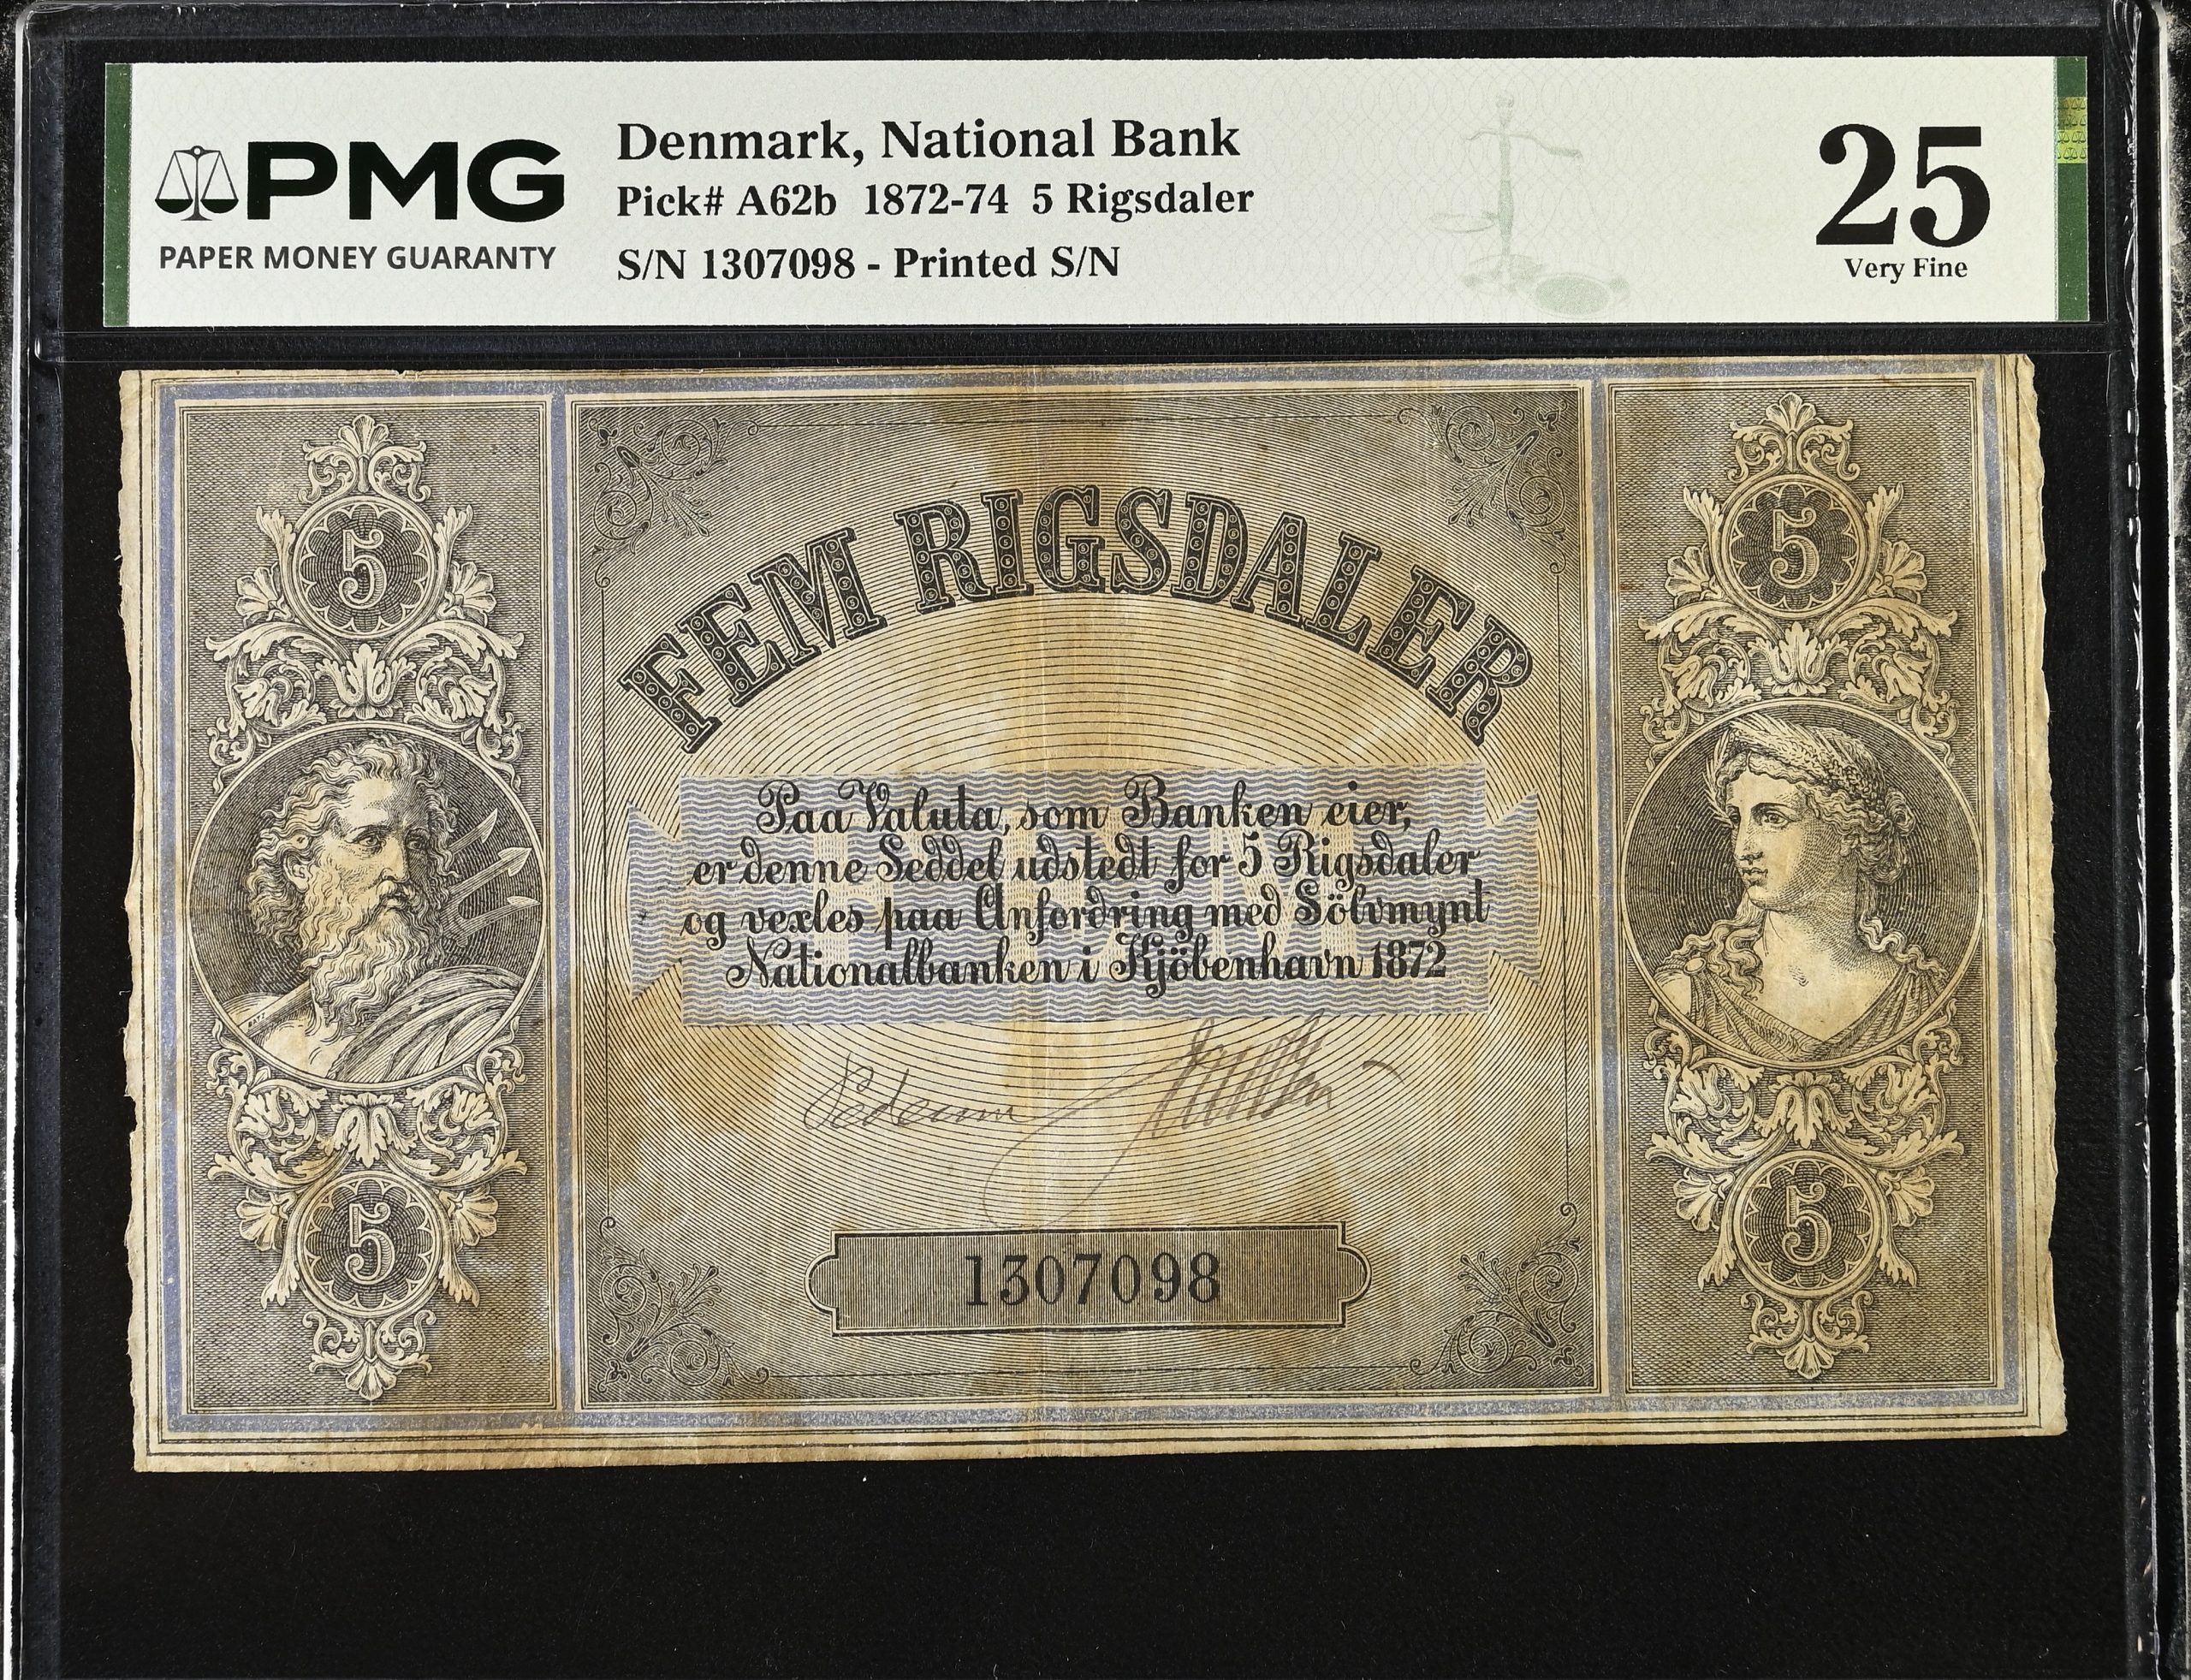 PMG
PAPER MONEY GUARANTY
Denmark, National Bank
Pick# A62b 1872-74 5 Rigsdaler
S/N 1307098 - Printed S/N
25
Very Fine
5
5
FEM RIGSDALER
Paa Valuta, som Banken eier,
er denne Seddel udstedt for 5 Rigsdaler
og vexles paa Anfordring med Sölvmynt
Nationalbanken i Kjöbenhavn 1872
1307098
5
5